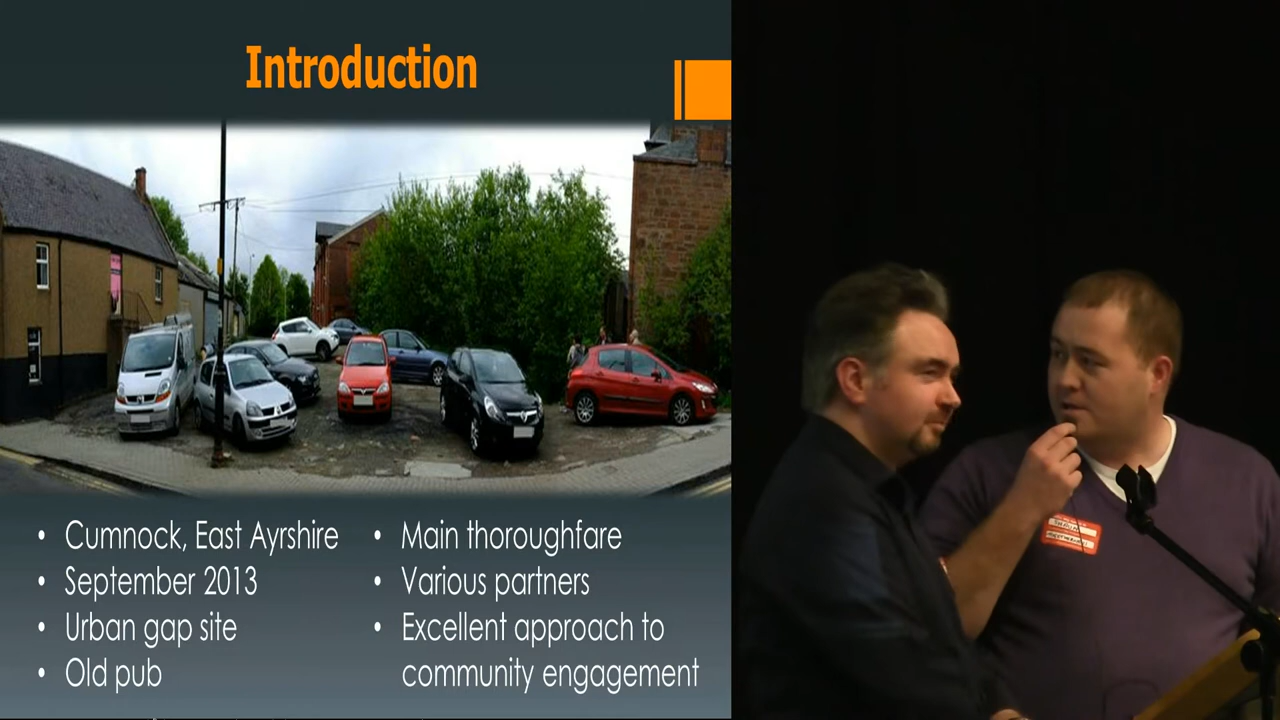 Introduction
• Cumnock, East Ayrshire
• September 2013
• Urban gap site
• Old pub
• Main thoroughfare
• Various partners
• Excellent approach to
community engagement